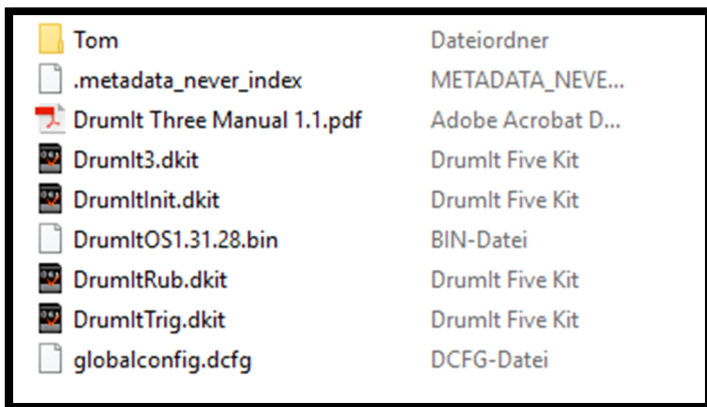 Tom Dateiordner
.metadata_never_index METADATA_NEVE...
DrumIt Three Manual 1.1.pdf Adobe Acrobat D...
DrumIt3.dkit DrumIt Five Kit
DrumItInit.dkit DrumIt Five Kit
DrumItOS1.31.28.bin BIN-Datei
DrumItRub.dkit DrumIt Five Kit
DrumItTrig.dkit DrumIt Five Kit
globalconfig.dcfg DCFG-Datei